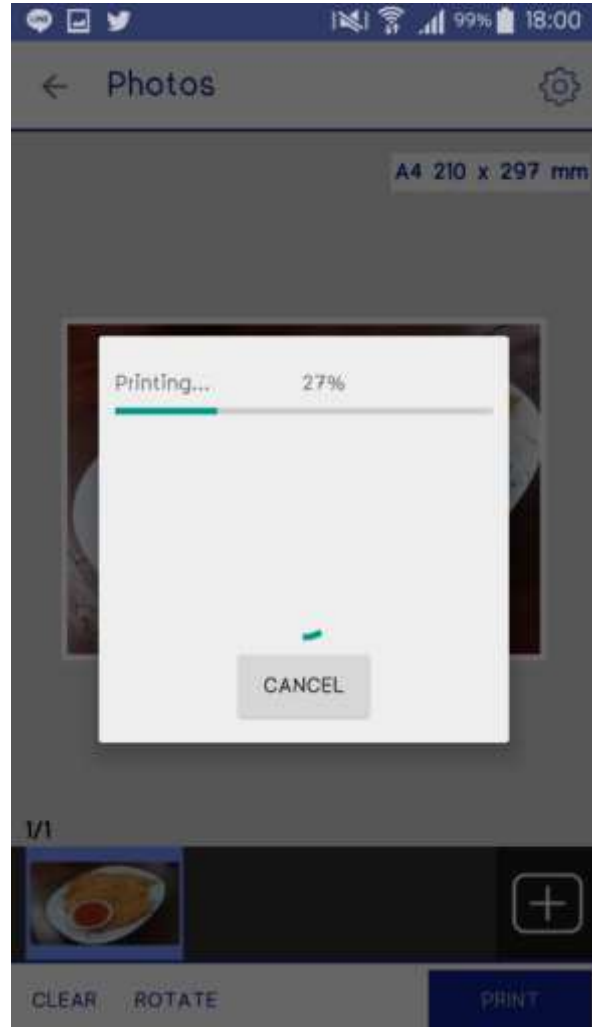 99% 18:00
Photos
A4 210 x 297 mm
Printing... 27%
CANCEL
1/1
CLEAR ROTATE PRINT